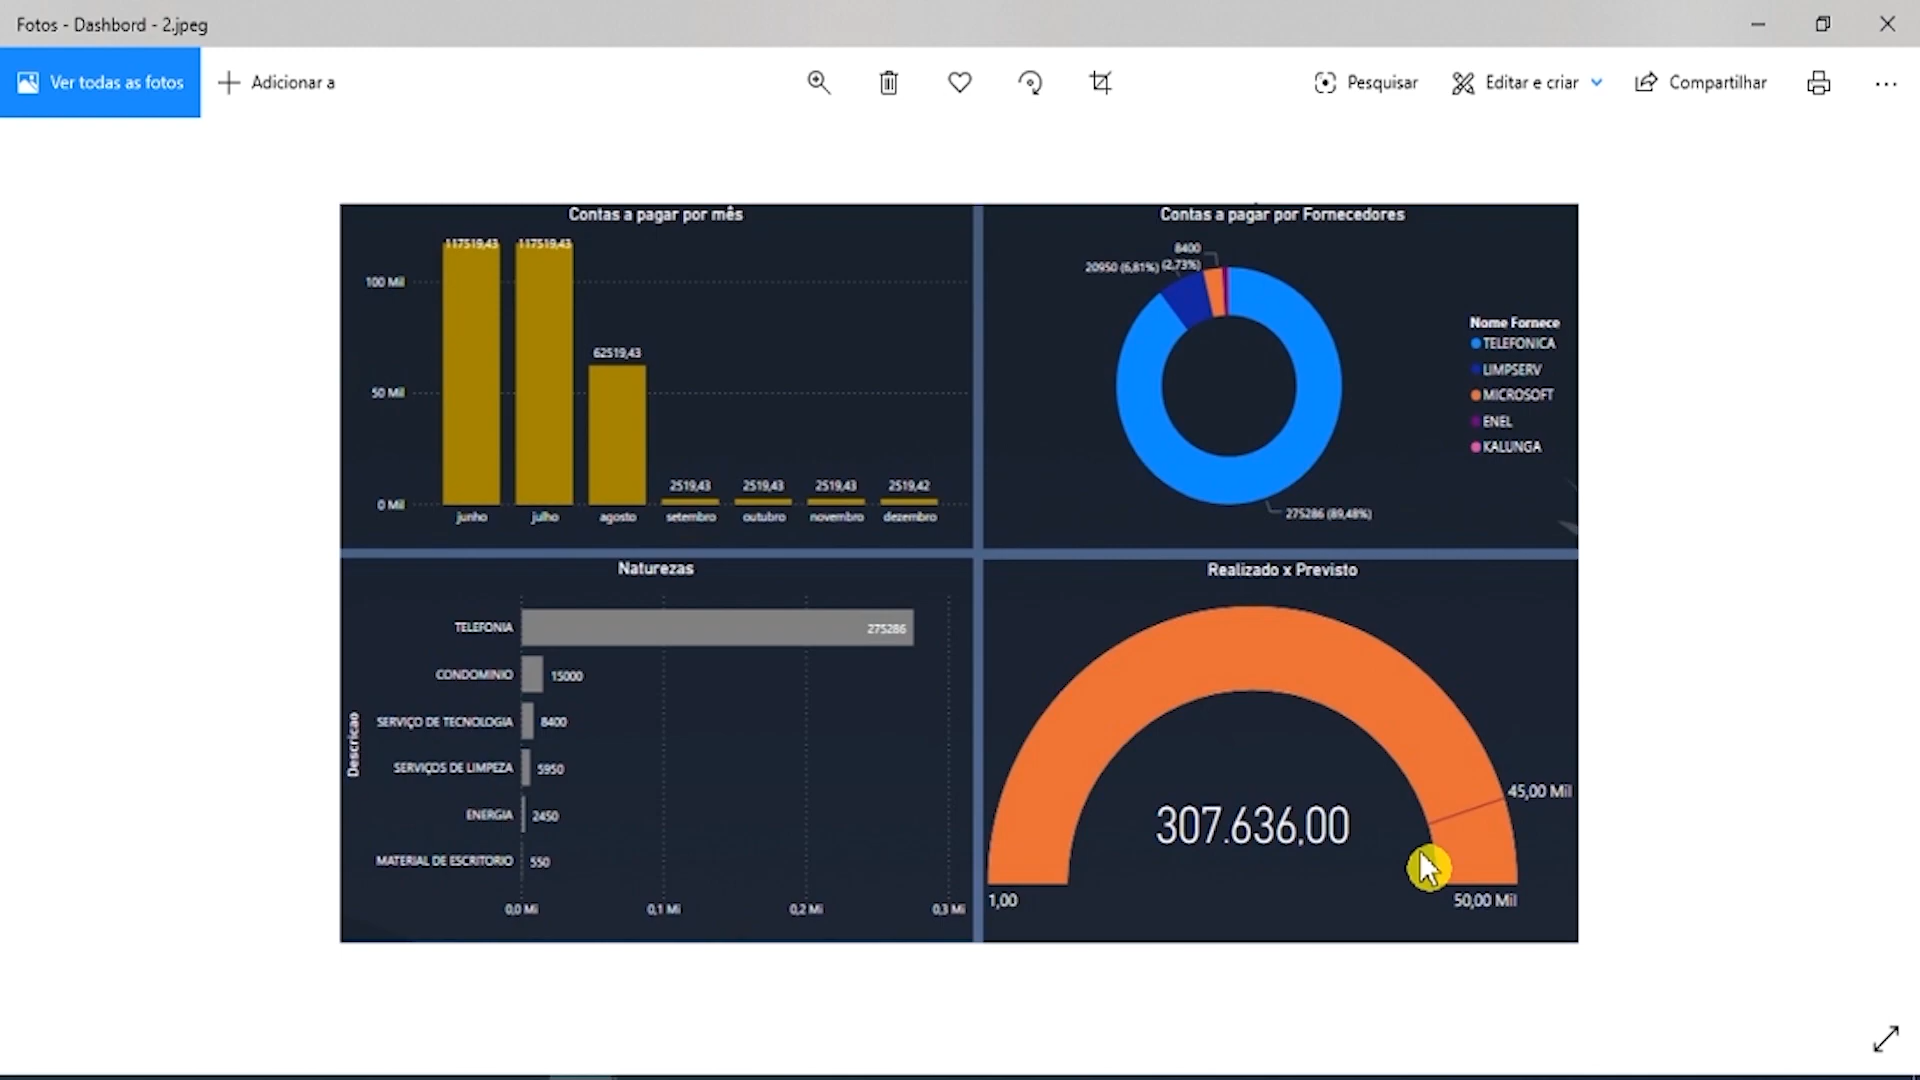 Fotos - Dashbord - 2.jpeg
Ver todas as fotos
Adicionar a
Pesquisar
Editar e criar
Compartilhar
Contas a pagar por mês
117519,43
117519,43
100 Mil
62519,43
50 Mil
2519,43
2519,43
2519,43
2519,42
0 Mil
junho
julho
agosto
setembro
outubro
novembro
dezembro
Contas a pagar por Fornecedores
8400
20950 (6,81%) (2,73%)
Nome Fornece
TELEFONICA
LIMPSERV
MICROSOFT
ENEL
KALUNGA
275286 (89,48%)
Naturezas
Descricao
TELEFONIA
275286
CONDOMINIO
15000
SERVIÇO DE TECNOLOGIA
8400
SERVIÇOS DE LIMPEZA
5950
ENERGIA
2450
MATERIAL DE ESCRITORIO
550
0,0 Mi
0,1 Mi
0,2 Mi
0,3 Mi
Realizado x Previsto
45,00 Mil
307.636,00
1,00
50,00 Mil